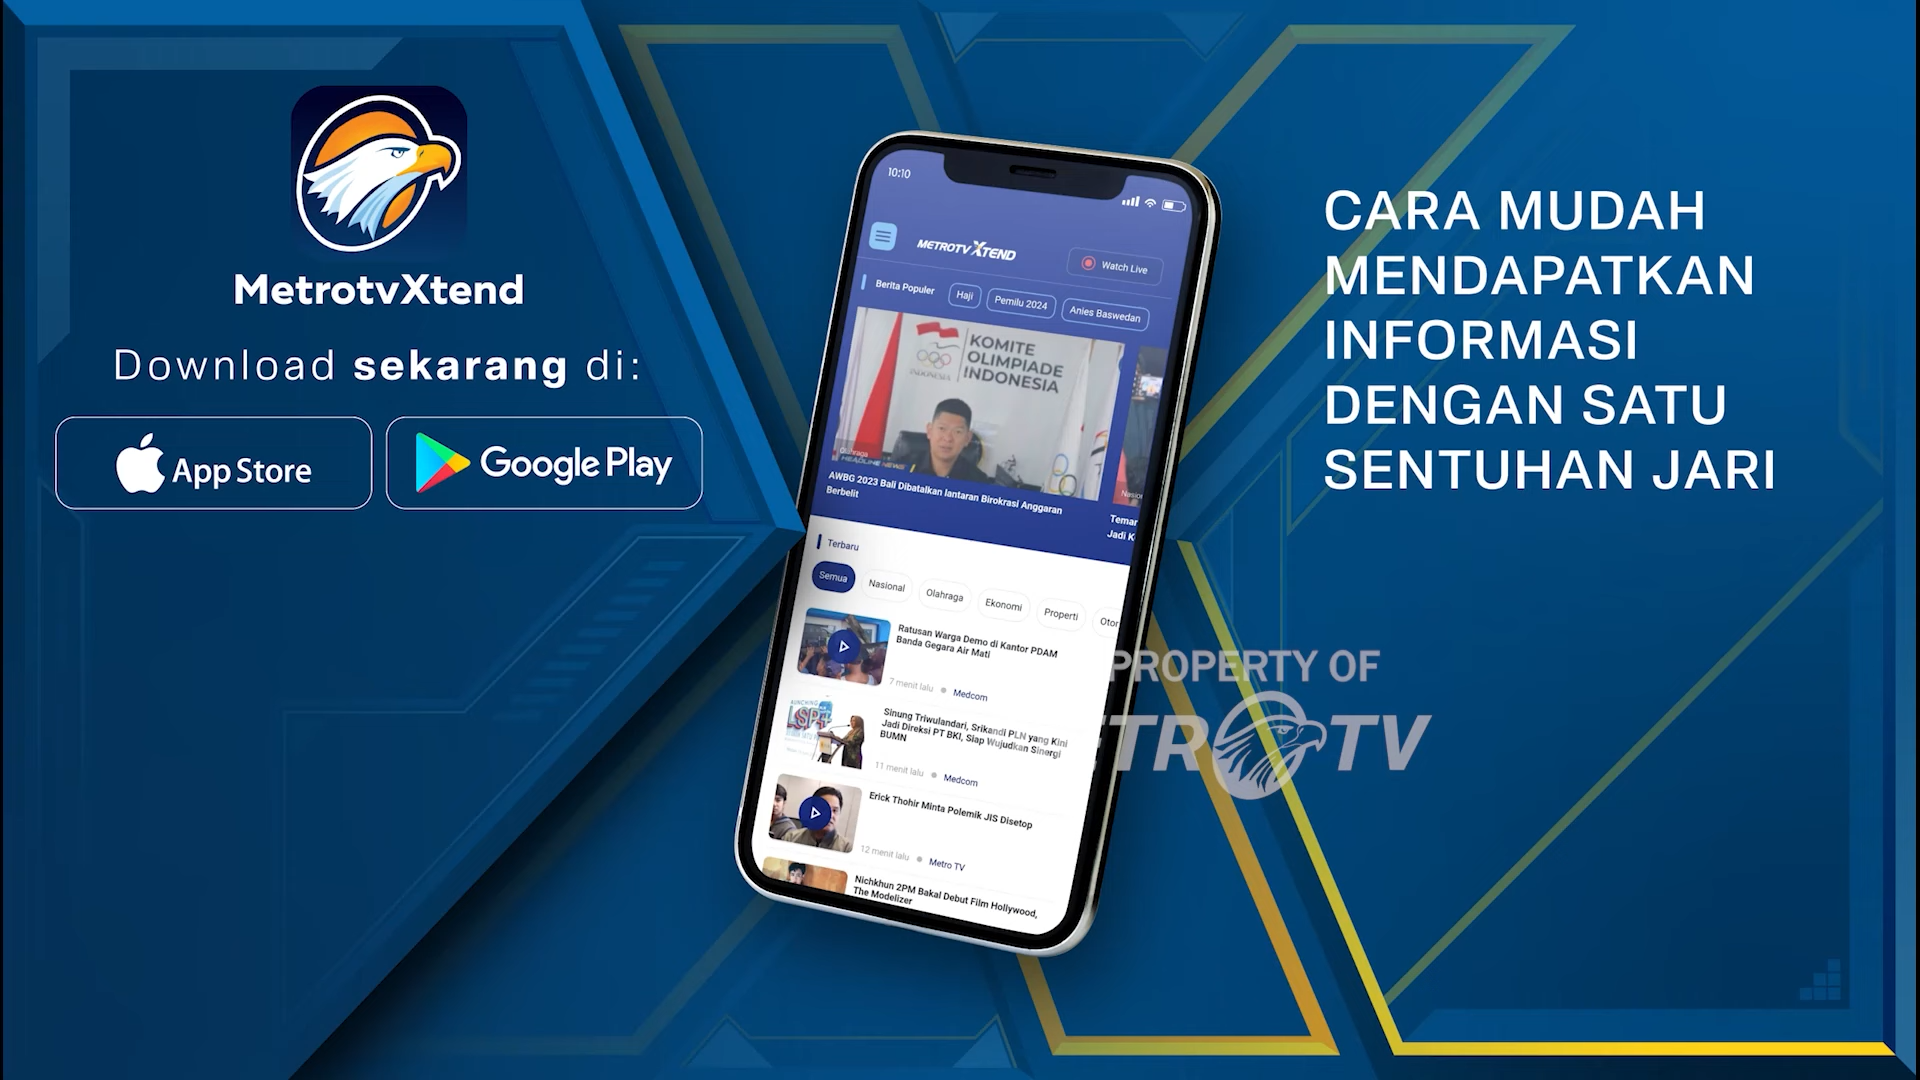 MetrotvXtend
Download sekarang di:
App Store
Google Play
10:10
METROTV XTEND
Watch Live
Berita Populer
Haji
Pemilu 2024
Anies Baswedan
KOMITE
OLIMPIADE
INDONESIA
INDONESIA
Olahraga
HEADLINE NEWS
AWBG 2023 Bali Dibatalkan lantaran Birokrasi Anggaran
Berbelit
Terbaru
Semua
Nasional
Olahraga
Ekonomi
Properti
Ratusan Warga Demo di Kantor PDAM
Banda Gegara Air Mati
7 menit lalu
Medcom
Sinung Triwulandari, Srikandi PLN yang Kini
Jadi Direksi PT BKI, Siap Wujudkan Sinergi
BUMN
11 menit lalu
Medcom
Erick Thohir Minta Polemik JIS Disetop
12 menit lalu
Metro TV
Nichkhun 2PM Bakal Debut Film Hollywood,
The Modelizer
CARA MUDAH
MENDAPATKAN
INFORMASI
DENGAN SATU
SENTUHAN JARI
PROPERTY OF
TV